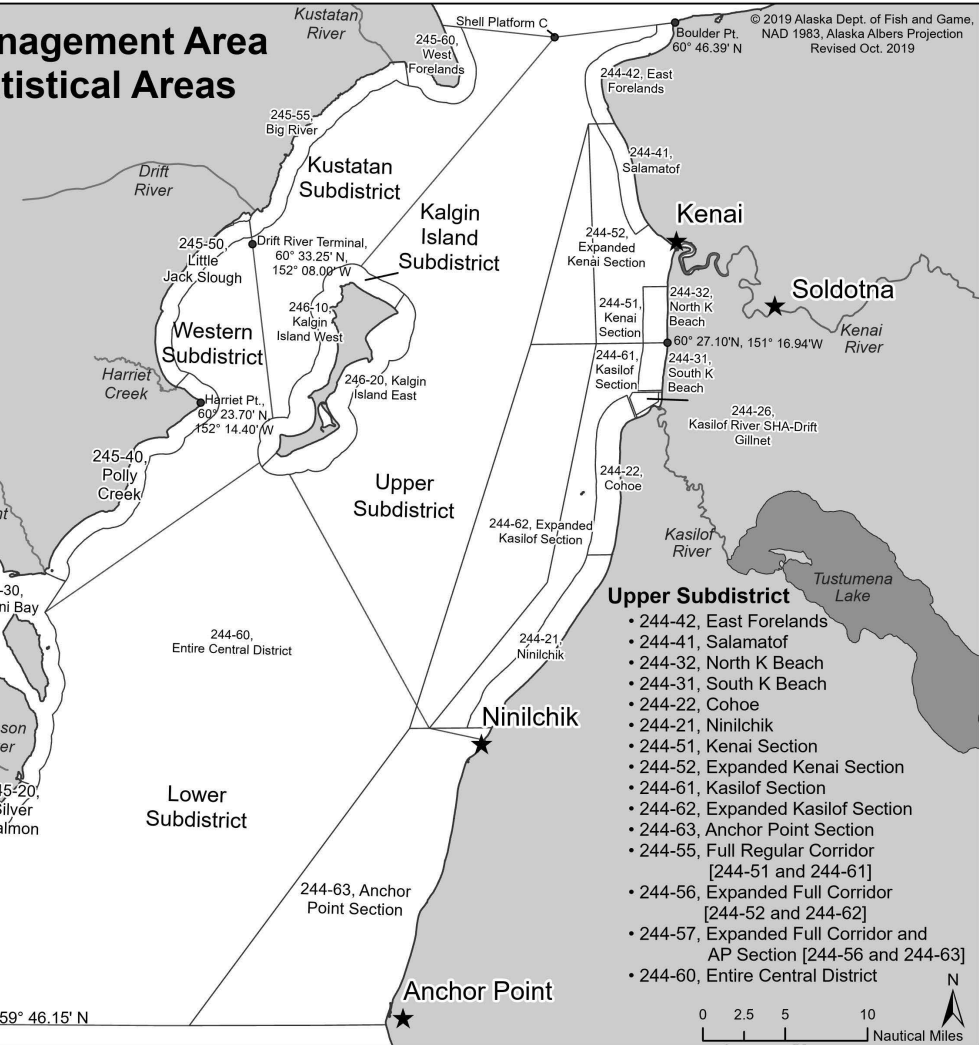 nagement Area
tistical Areas
Kustatan
River
245-60,
West
Forelands
Shell Platform C
Boulder Pt.
60° 46.39' N
© 2019 Alaska Dept. of Fish and Game,
NAD 1983, Alaska Albers Projection
Revised Oct. 2019
244-42, East
Forelands
245-55,
Big River
Kustatan
Subdistrict
244-41,
Salamatof
Drift
River
Kalgin
Island
Subdistrict
Kenai
245-50,
Little
Jack Slough
Drift River Terminal,
60° 33.25' N,
152° 08.00' W
244-52,
Expanded
Kenai Section
Soldotna
Kenai
River
246-10,
Kalgin
Island West
244-51,
Kenai
Section
244-32,
North K
Beach
60° 27.10'N, 151° 16.94'W
Western
Subdistrict
244-61,
Kasilof
Section
244-31,
South K
Beach
Harriet
Creek
Harriet Pt.,
60° 23.70' N
152° 14.40' W
246-20, Kalgin
Island East
244-26,
Kasilof River SHA-Drift
Gillnet
245-40,
Polly
Creek
Upper
Subdistrict
244-22,
Cohoe
nt
244-62, Expanded
Kasilof Section
Kasilof
River
Tustumena
Lake
-30,
ni Bay
244-60,
Entire Central District
244-21,
Ninilchik
Ninilchik
son
er
45-20,
Silver
almon
Lower
Subdistrict
244-63, Anchor
Point Section
Anchor Point
59° 46.15' N
Upper Subdistrict
• 244-42, East Forelands
• 244-41, Salamatof
• 244-32, North K Beach
• 244-31, South K Beach
• 244-22, Cohoe
• 244-21, Ninilchik
• 244-51, Kenai Section
• 244-52, Expanded Kenai Section
• 244-61, Kasilof Section
• 244-62, Expanded Kasilof Section
• 244-63, Anchor Point Section
• 244-55, Full Regular Corridor
[244-51 and 244-61]
• 244-56, Expanded Full Corridor
[244-52 and 244-62]
• 244-57, Expanded Full Corridor and
AP Section [244-56 and 244-63]
• 244-60, Entire Central District
N
0 2.5 5 10
Nautical Miles